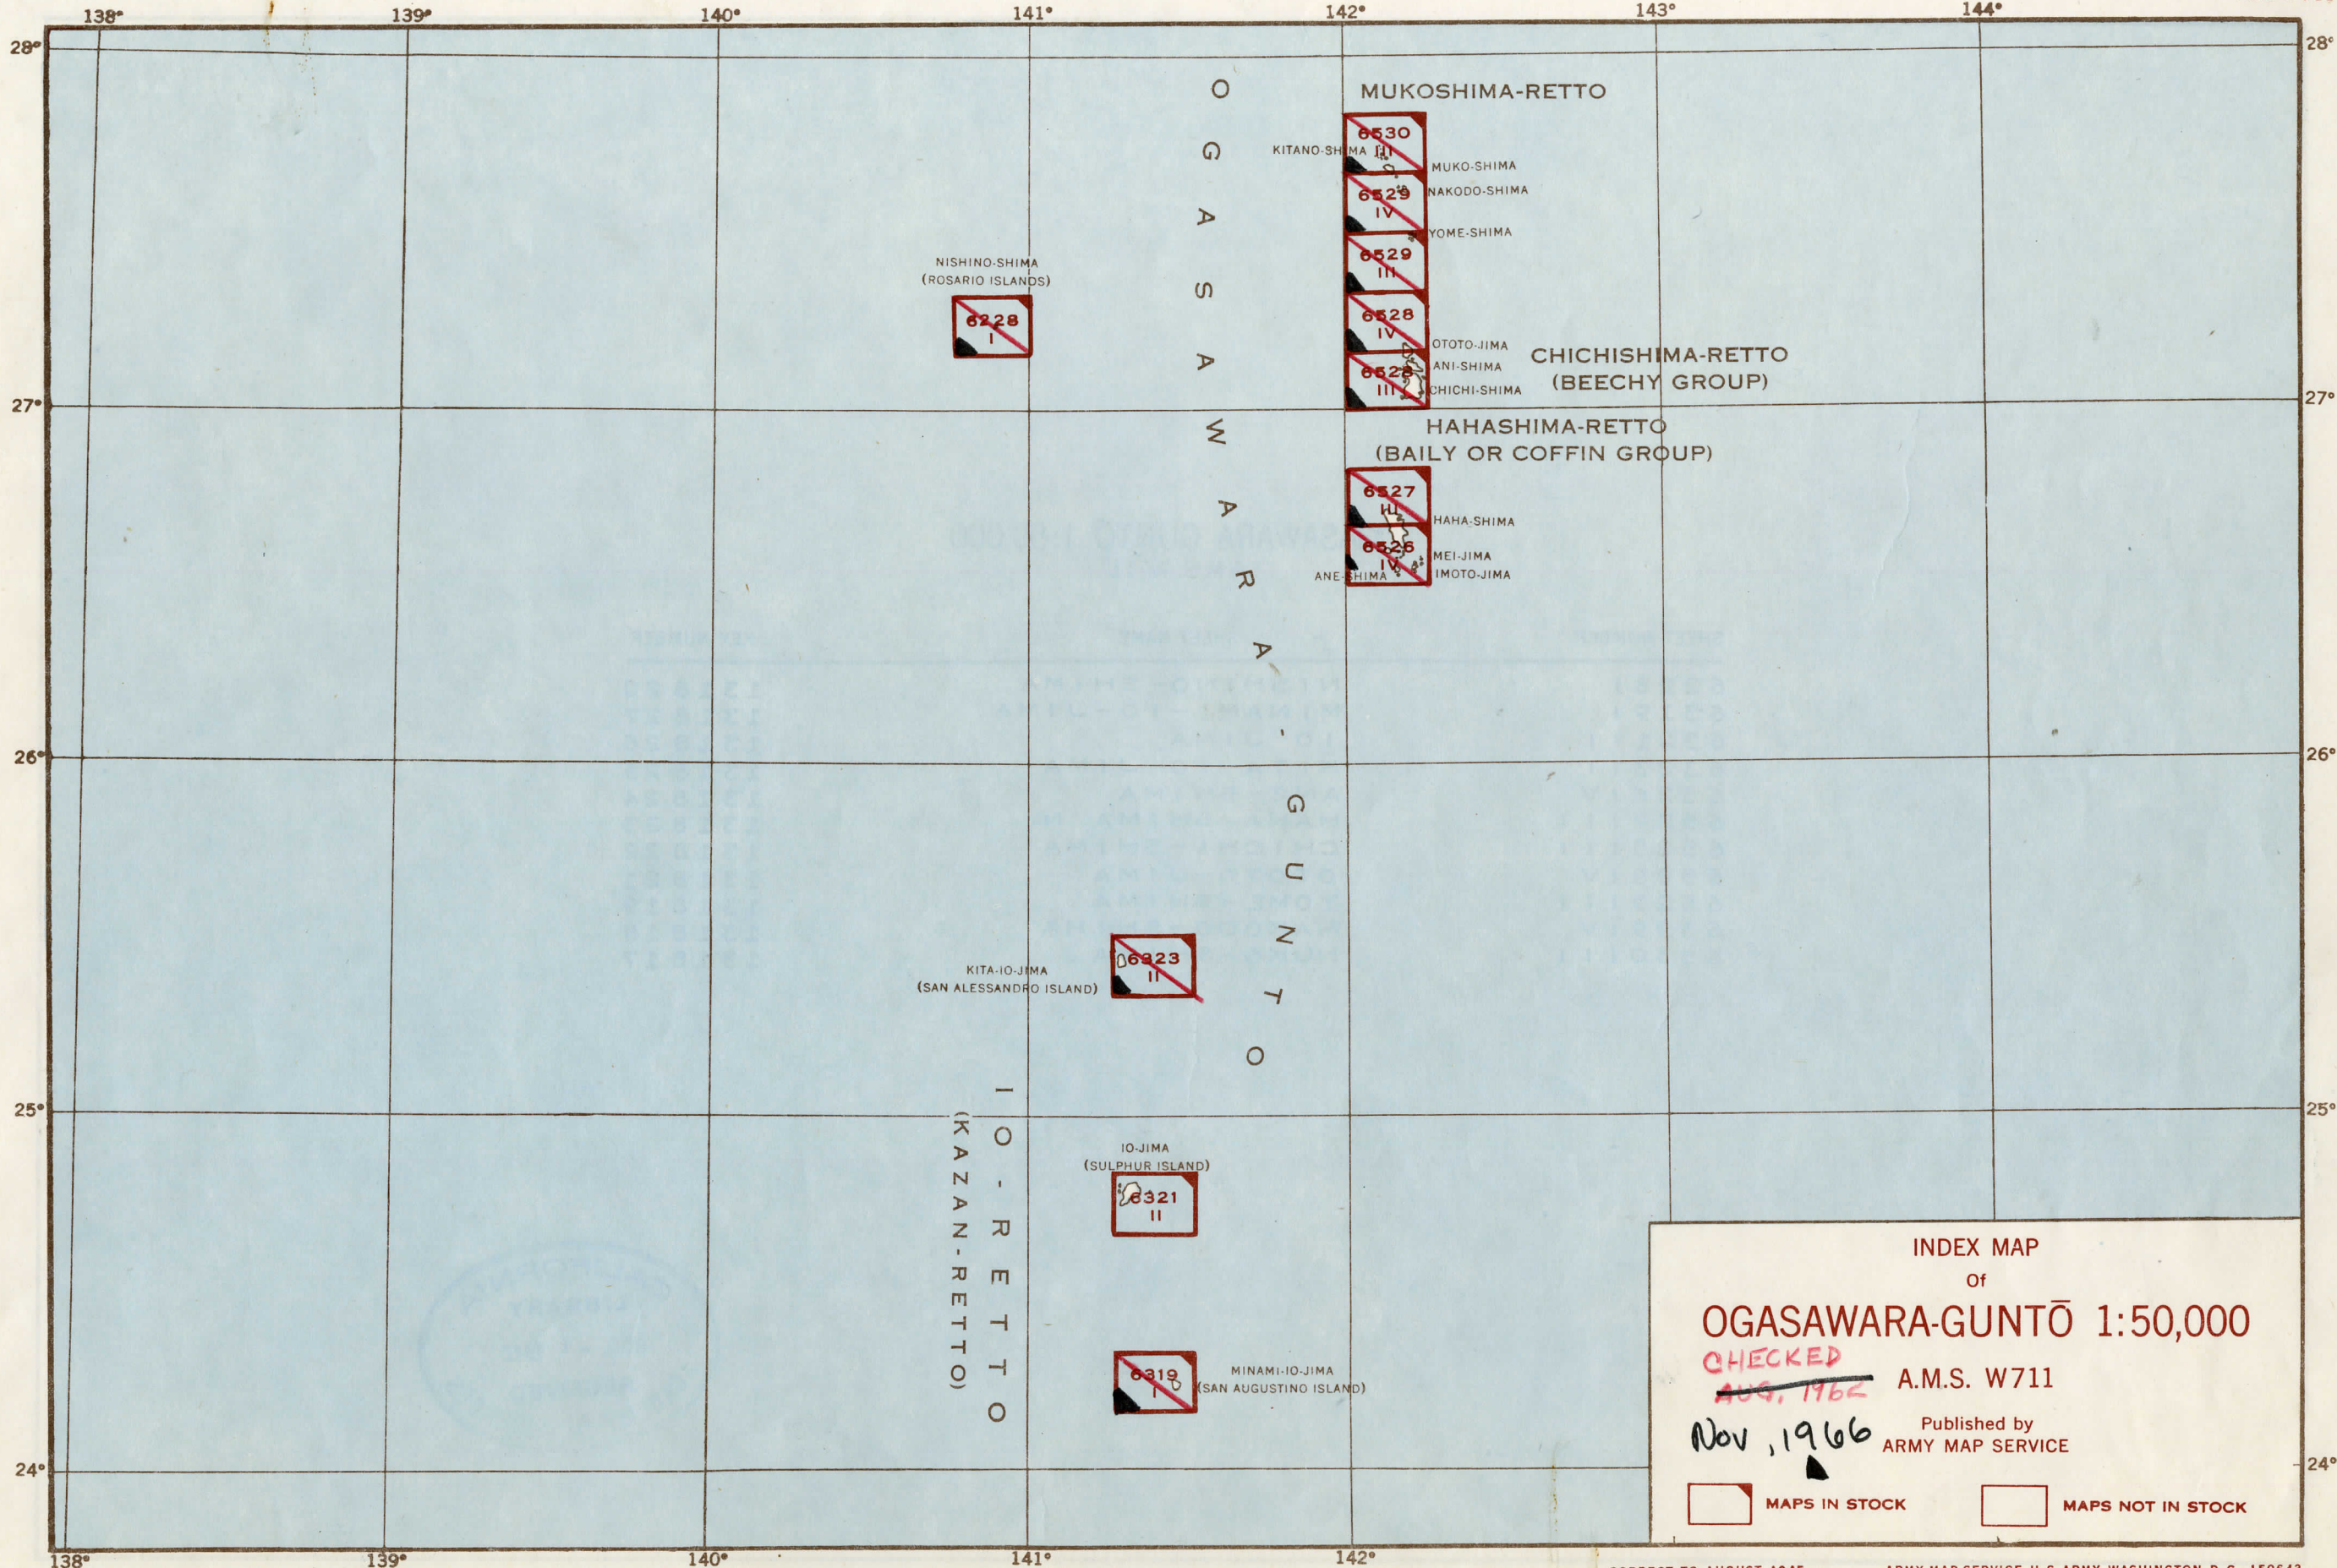 138° 139° 140° 141° 142° 143° 144°
28° 28°
OGASAWARA-GUNTO
MUKOSHIMA-RETTO
6530
III
KITANO-SHIMA
MUKO-SHIMA
6529
IV
NAKODO-SHIMA
YOME-SHIMA
6529
III
NISHINO-SHIMA
(ROSARIO ISLANDS)
6228
I
6528
IV
OTOTO-JIMA
6528
III
ANI-SHIMA
CHICHI-SHIMA
CHICHISHIMA-RETTO
(BEECHY GROUP)
27° 27°
HAHASHIMA-RETTO
(BAILY OR COFFIN GROUP)
6527
III
HAHA-SHIMA
6526
IV
MEI-JIMA
ANE-SHIMA
IMOTO-JIMA
26° 26°
6323
II
KITA-IO-JIMA
(SAN ALESSANDRO ISLAND)
25° 25°
IO-RETTO
(KAZAN-RETTO)
IO-JIMA
(SULPHUR ISLAND)
6321
II
6319
I
MINAMI-IO-JIMA
(SAN AUGUSTINO ISLAND)
24° 24°
INDEX MAP
Of
OGASAWARA-GUNTŌ 1:50,000
CHECKED
AUG, 1962
A.M.S. W711
Nov, 1966
Published by
ARMY MAP SERVICE
MAPS IN STOCK
MAPS NOT IN STOCK
138° 139° 140° 141° 142°